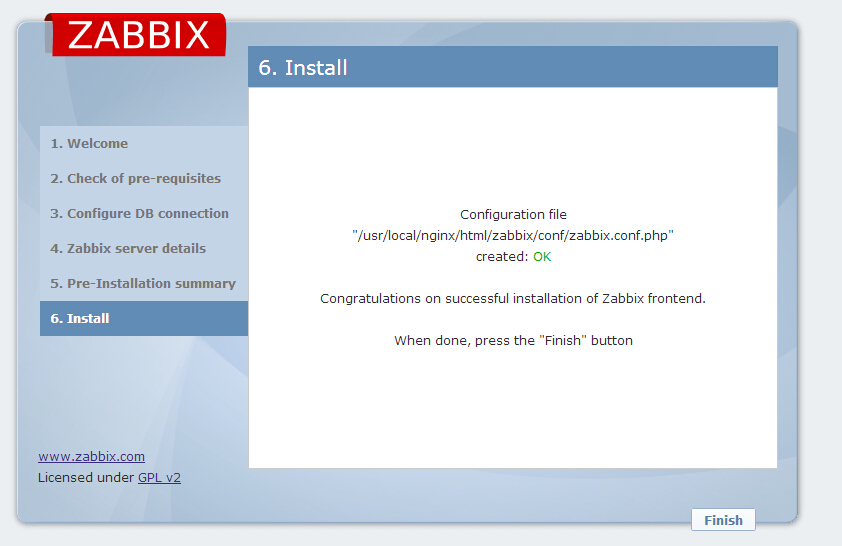 ZABBIX
6. Install
1. Welcome
2. Check of pre-requisites
3. Configure DB connection
4. Zabbix server details
5. Pre-Installation summary
6. Install
Configuration file
"/usr/local/nginx/html/zabbix/conf/zabbix.conf.php"
created: OK
Congratulations on successful installation of Zabbix frontend.
When done, press the "Finish" button
www.zabbix.com
Licensed under GPL v2
Finish